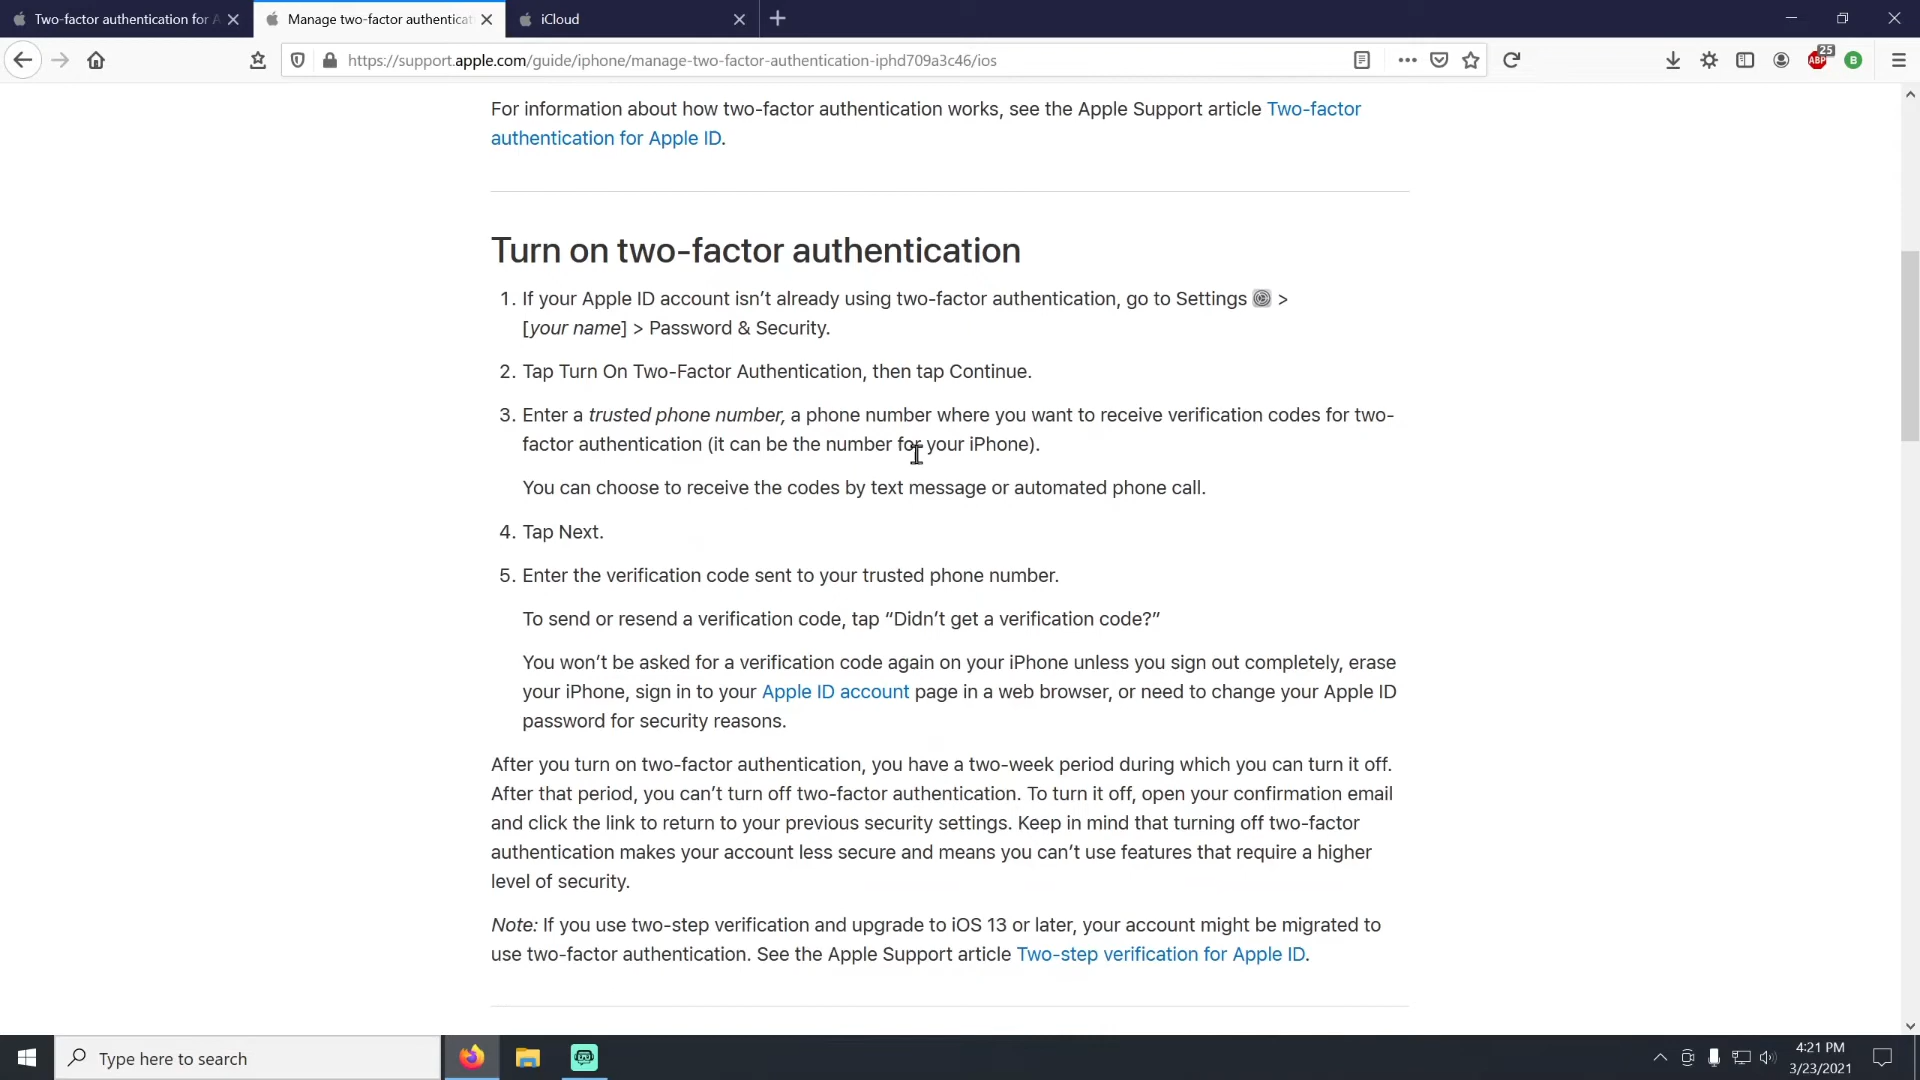 Two-factor authentication for A
Manage two-factor authenticat
iCloud
https://support.apple.com/guide/iphone/manage-two-factor-authentication-iphd709a3c46/ios
25
ABP
B
For information about how two-factor authentication works, see the Apple Support article Two-factor
authentication for Apple ID.
Turn on two-factor authentication
1. If your Apple ID account isn’t already using two-factor authentication, go to Settings >
[your name] > Password & Security.
2. Tap Turn On Two-Factor Authentication, then tap Continue.
3. Enter a trusted phone number, a phone number where you want to receive verification codes for two-
factor authentication (it can be the number for your iPhone).
You can choose to receive the codes by text message or automated phone call.
4. Tap Next.
5. Enter the verification code sent to your trusted phone number.
To send or resend a verification code, tap “Didn’t get a verification code?”
You won’t be asked for a verification code again on your iPhone unless you sign out completely, erase
your iPhone, sign in to your Apple ID account page in a web browser, or need to change your Apple ID
password for security reasons.
After you turn on two-factor authentication, you have a two-week period during which you can turn it off.
After that period, you can’t turn off two-factor authentication. To turn it off, open your confirmation email
and click the link to return to your previous security settings. Keep in mind that turning off two-factor
authentication makes your account less secure and means you can’t use features that require a higher
level of security.
Note: If you use two-step verification and upgrade to iOS 13 or later, your account might be migrated to
use two-factor authentication. See the Apple Support article Two-step verification for Apple ID.
Type here to search
4:21 PM
3/23/2021